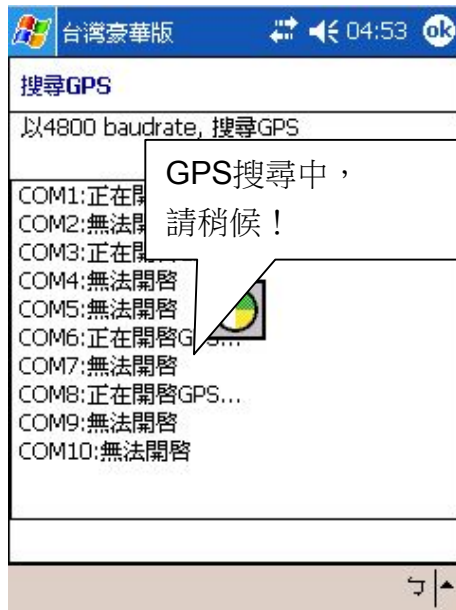 台灣豪華版 04:53 ok
搜尋GPS
以4800 baudrate, 搜尋GPS
GPS搜尋中，
請稍候！
COM1:正在開
COM2:無法開
COM3:正在開
COM4:無法開啓
COM5:無法開啓
COM6:正在開啓G...
COM7:無法開啓
COM8:正在開啓GPS...
COM9:無法開啓
COM10:無法開啓
ㄅ